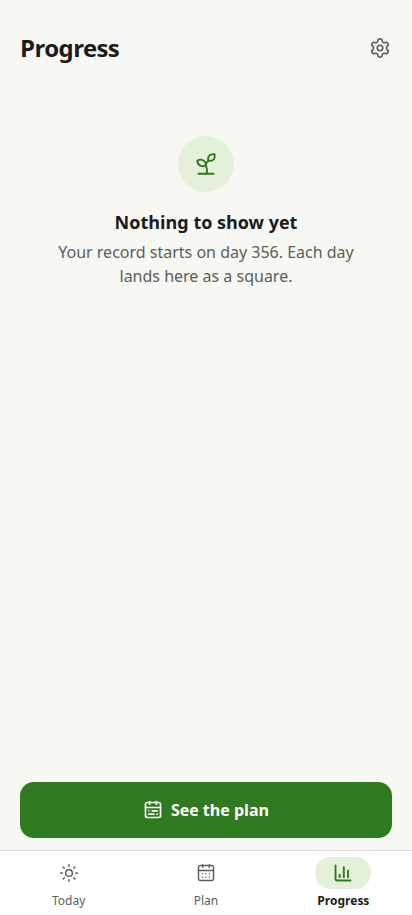 Progress
Nothing to show yet
Your record starts on day 356. Each day
lands here as a square.
See the plan
Today
Plan
Progress